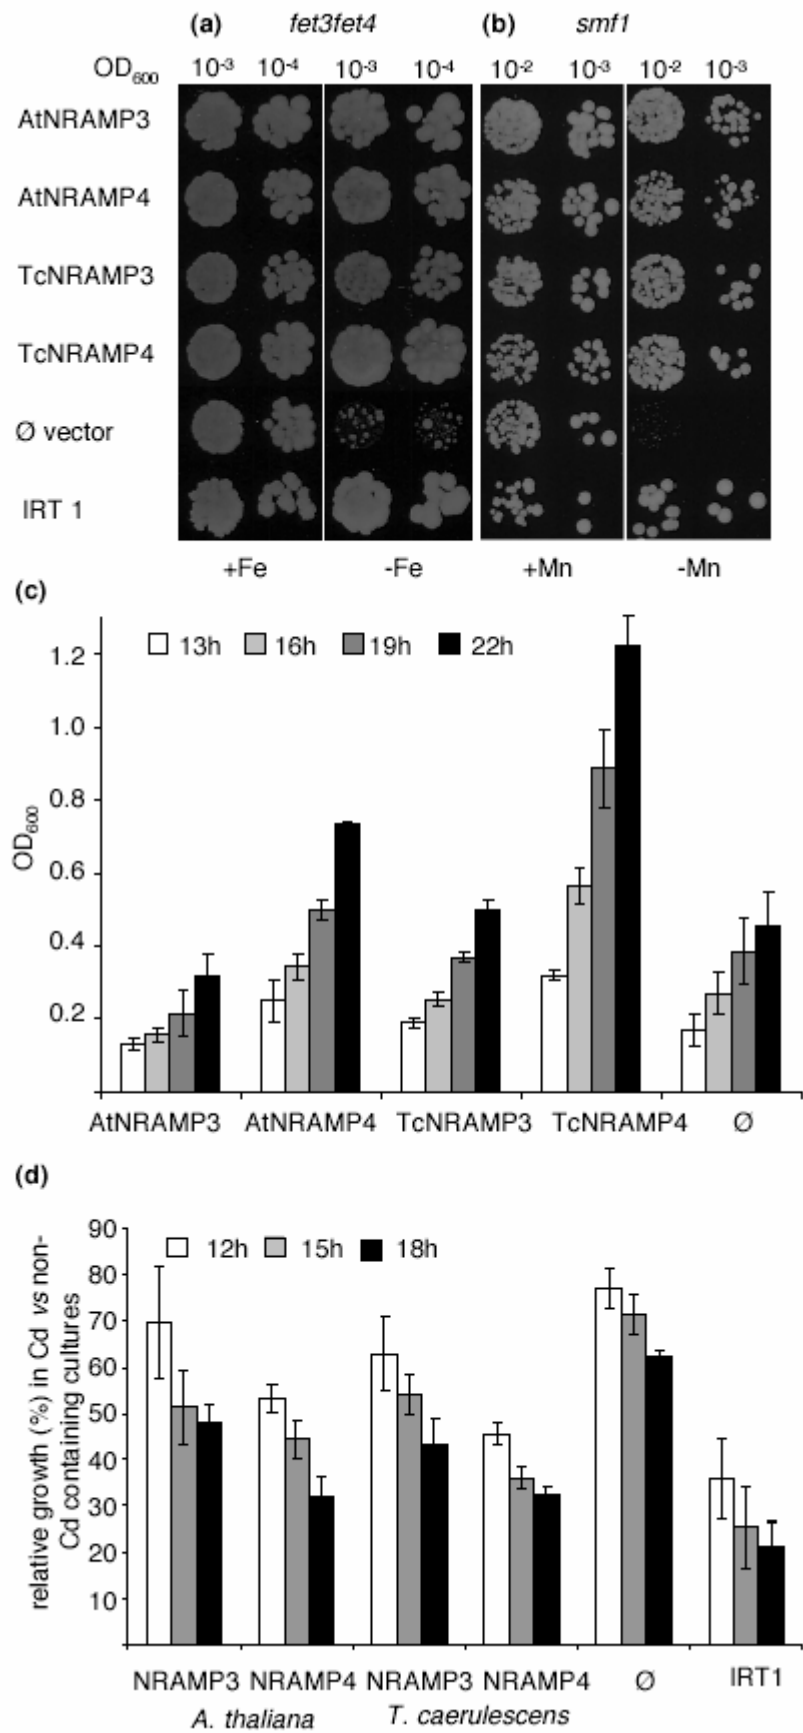 (a) fet3fet4 (b) smf1
OD600 10-3 10-4 10-3 10-4 10-2 10-3 10-2 10-3
AtNRAMP3
AtNRAMP4
TcNRAMP3
TcNRAMP4
Ø vector
IRT 1
+Fe -Fe +Mn -Mn
(c)
13h 16h 19h 22h
1.2
1.0
0.8
0.6
0.4
0.2
OD600
AtNRAMP3 AtNRAMP4 TcNRAMP3 TcNRAMP4 Ø
(d)
12h 15h 18h
90
80
70
60
50
40
30
20
10
relative growth (%) in Cd vs non-
Cd containing cultures
NRAMP3 NRAMP4 NRAMP3 NRAMP4 Ø IRT1
A. thaliana T. caerulescens